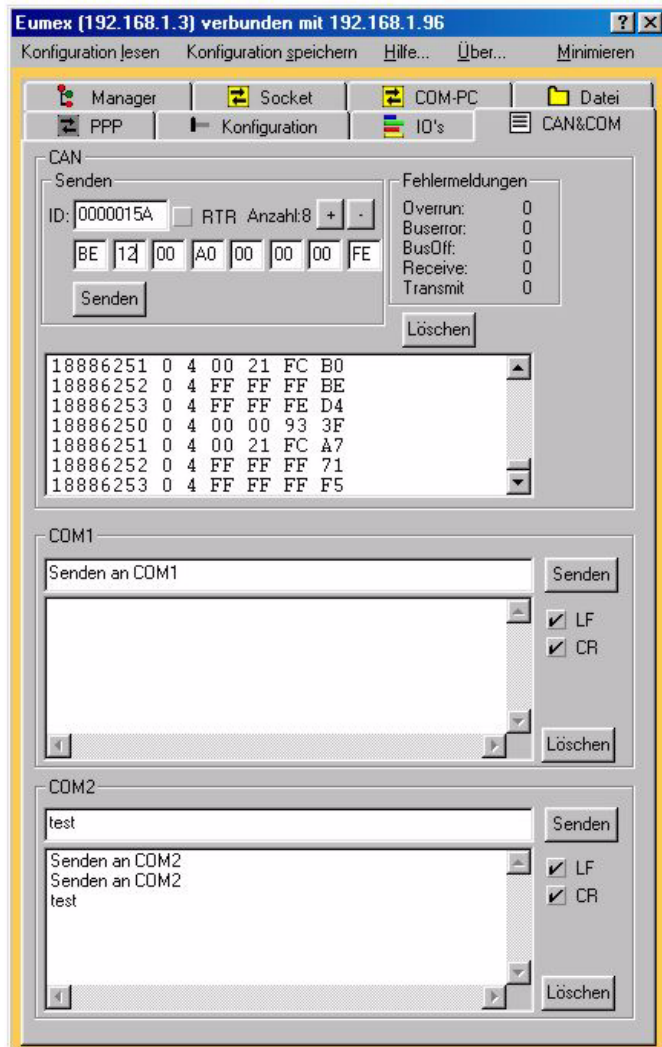 Eumex (192.168.1.3) verbunden mit 192.168.1.96
Konfiguration lesen Konfiguration speichern Hilfe... Über... Minimieren
Manager Socket COM-PC Datei
PPP Konfiguration IO's CAN&COM
CAN
Senden Fehlermeldungen
ID: 0000015A RTR Anzahl:8 + -
BE 12 00 A0 00 00 00 FE
Senden
Overrun: 0
Buserror: 0
BusOff: 0
Receive: 0
Transmit 0
Löschen
18886251 0 4 00 21 FC B0
18886252 0 4 FF FF FF BE
18886253 0 4 FF FF FE D4
18886250 0 4 00 00 93 3F
18886251 0 4 00 21 FC A7
18886252 0 4 FF FF FF 71
18886253 0 4 FF FF FF F5
COM1
Senden an COM1 Senden
LF
CR
Löschen
COM2
test Senden
Senden an COM2
Senden an COM2
test
LF
CR
Löschen